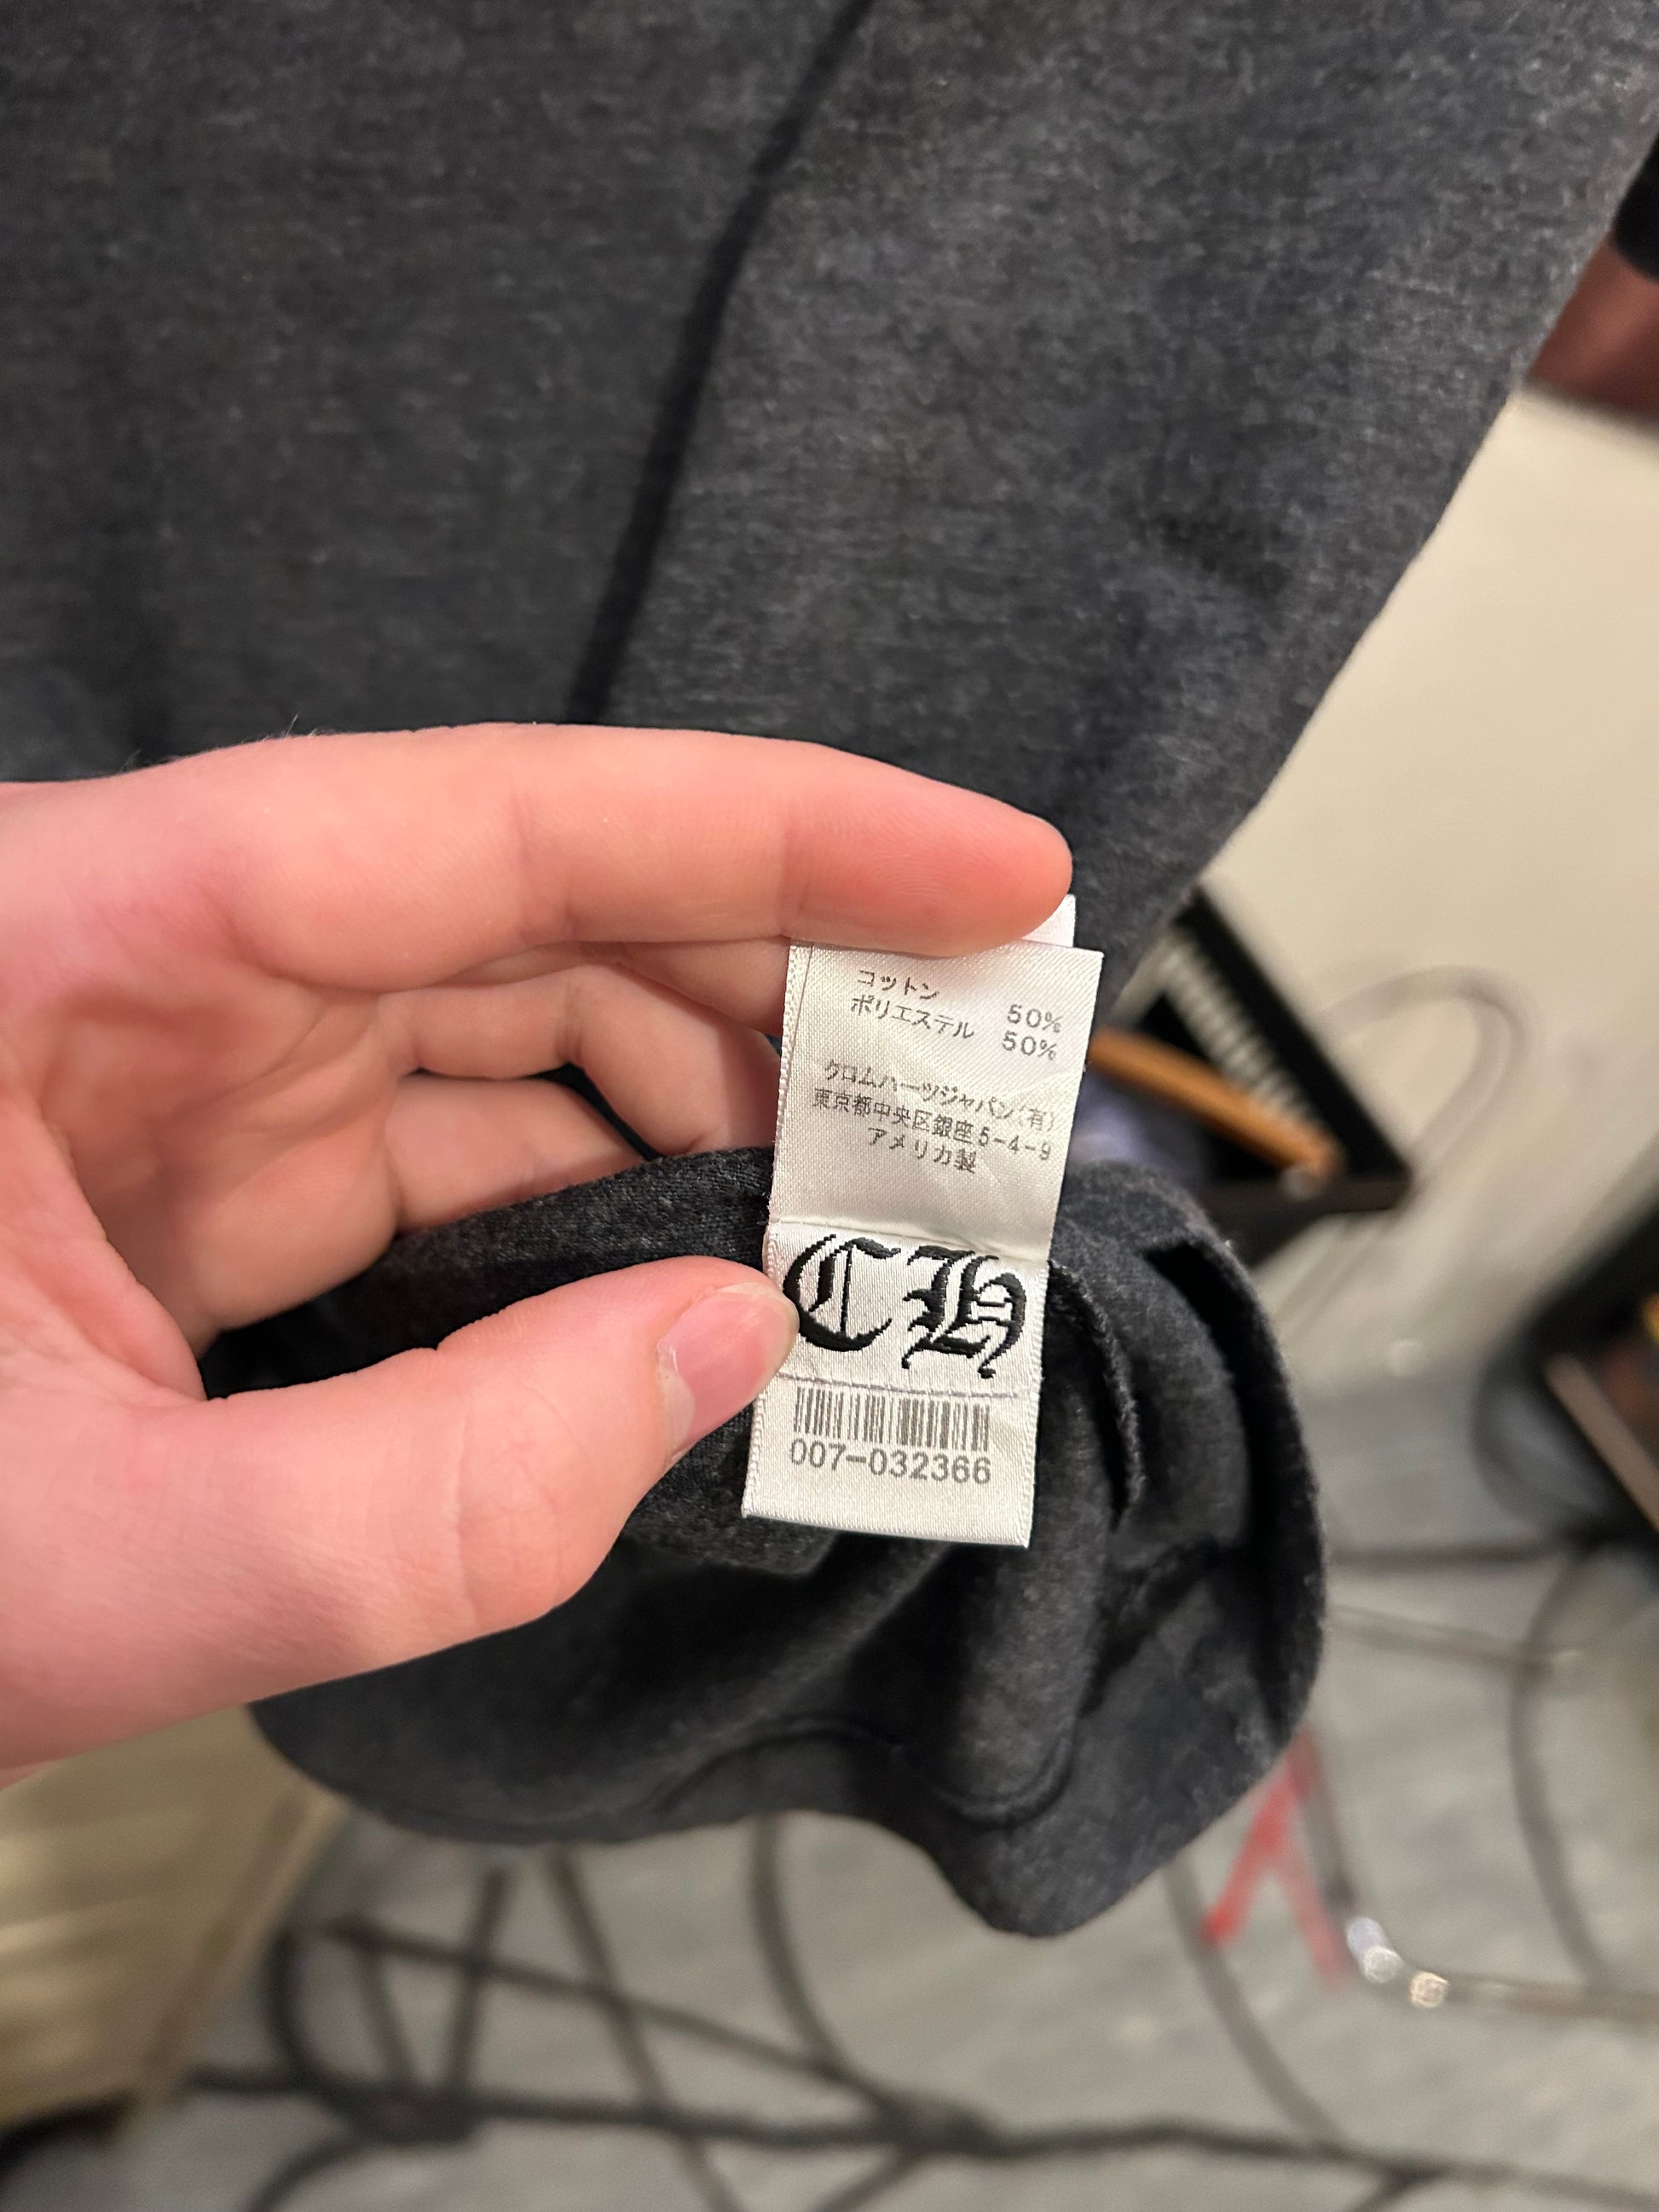 コットン 50%
ポリエステル 50%
クロムハーツジャパン(有)
東京都中央区銀座5-4-9
アメリカ製
CH
007-032366